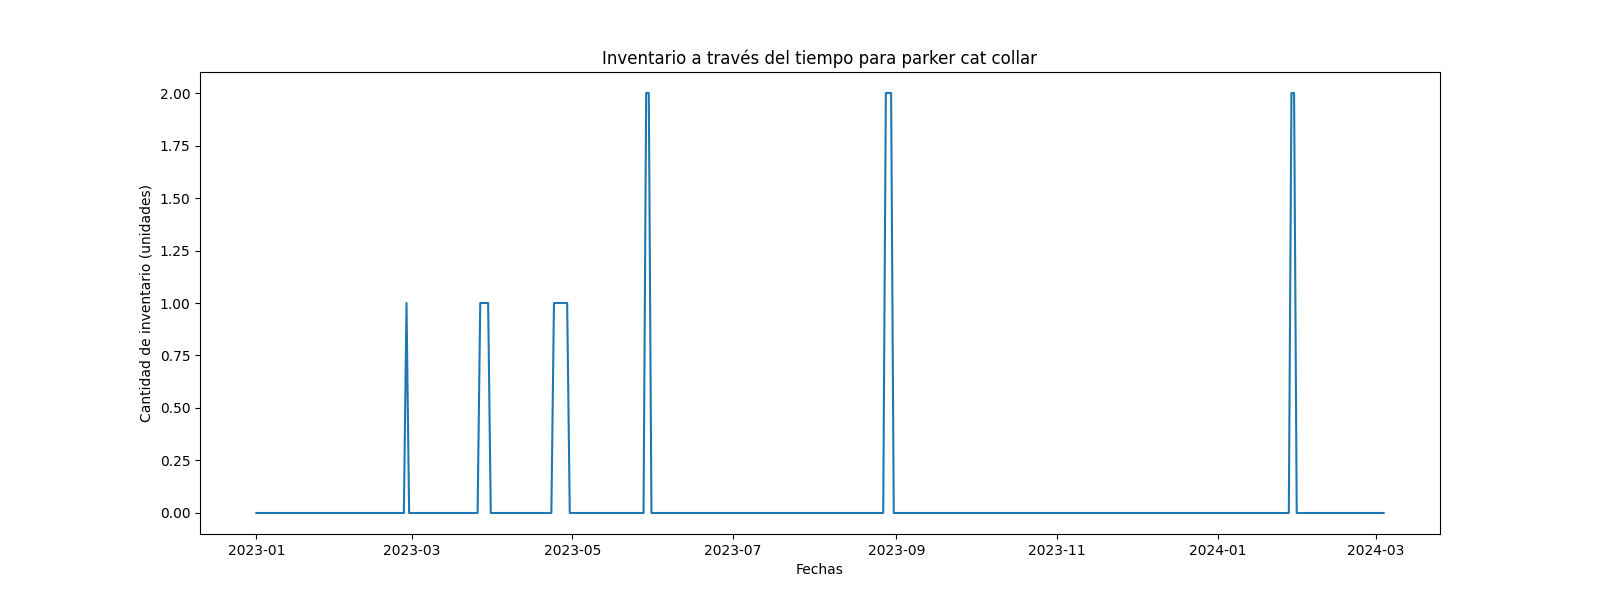 Inventario a través del tiempo para parker cat collar
Cantidad de inventario (unidades)
2.00
1.75
1.50
1.25
1.00
0.75
0.50
0.25
0.00
2023-01 2023-03 2023-05 2023-07 2023-09 2023-11 2024-01 2024-03
Fechas